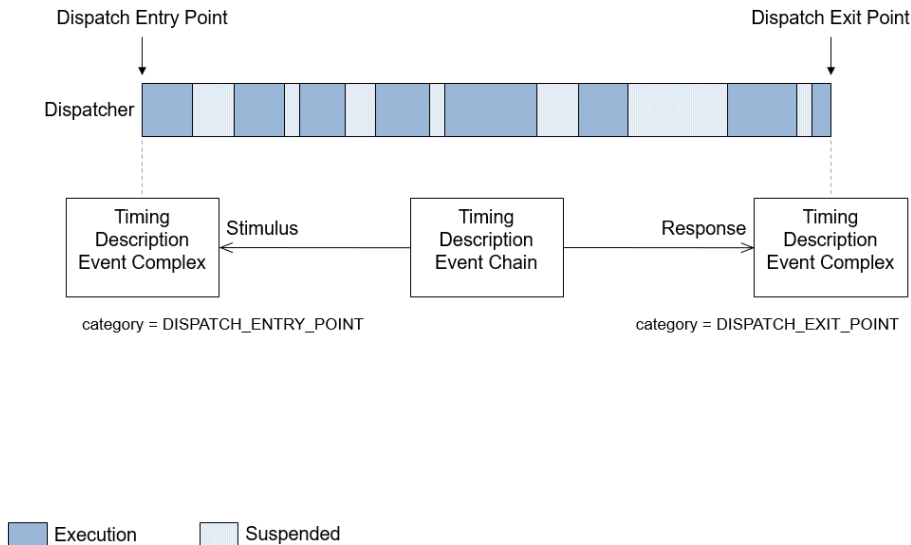 Dispatch Entry Point
Dispatch Exit Point
Dispatcher
Timing
Description
Event Complex
Stimulus
Timing
Description
Event Chain
Response
Timing
Description
Event Complex
category = DISPATCH_ENTRY_POINT
category = DISPATCH_EXIT_POINT
Execution
Suspended